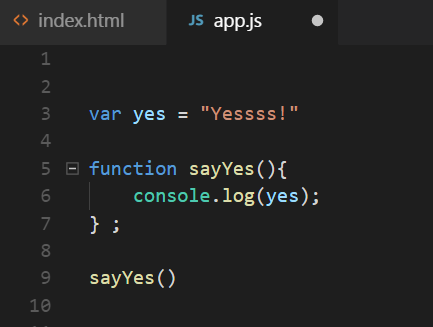 index.html JS app.js
1
2
3 var yes = "Yessss!"
4
5 function sayYes(){
6 console.log(yes);
7 } ;
8
9 sayYes()
10